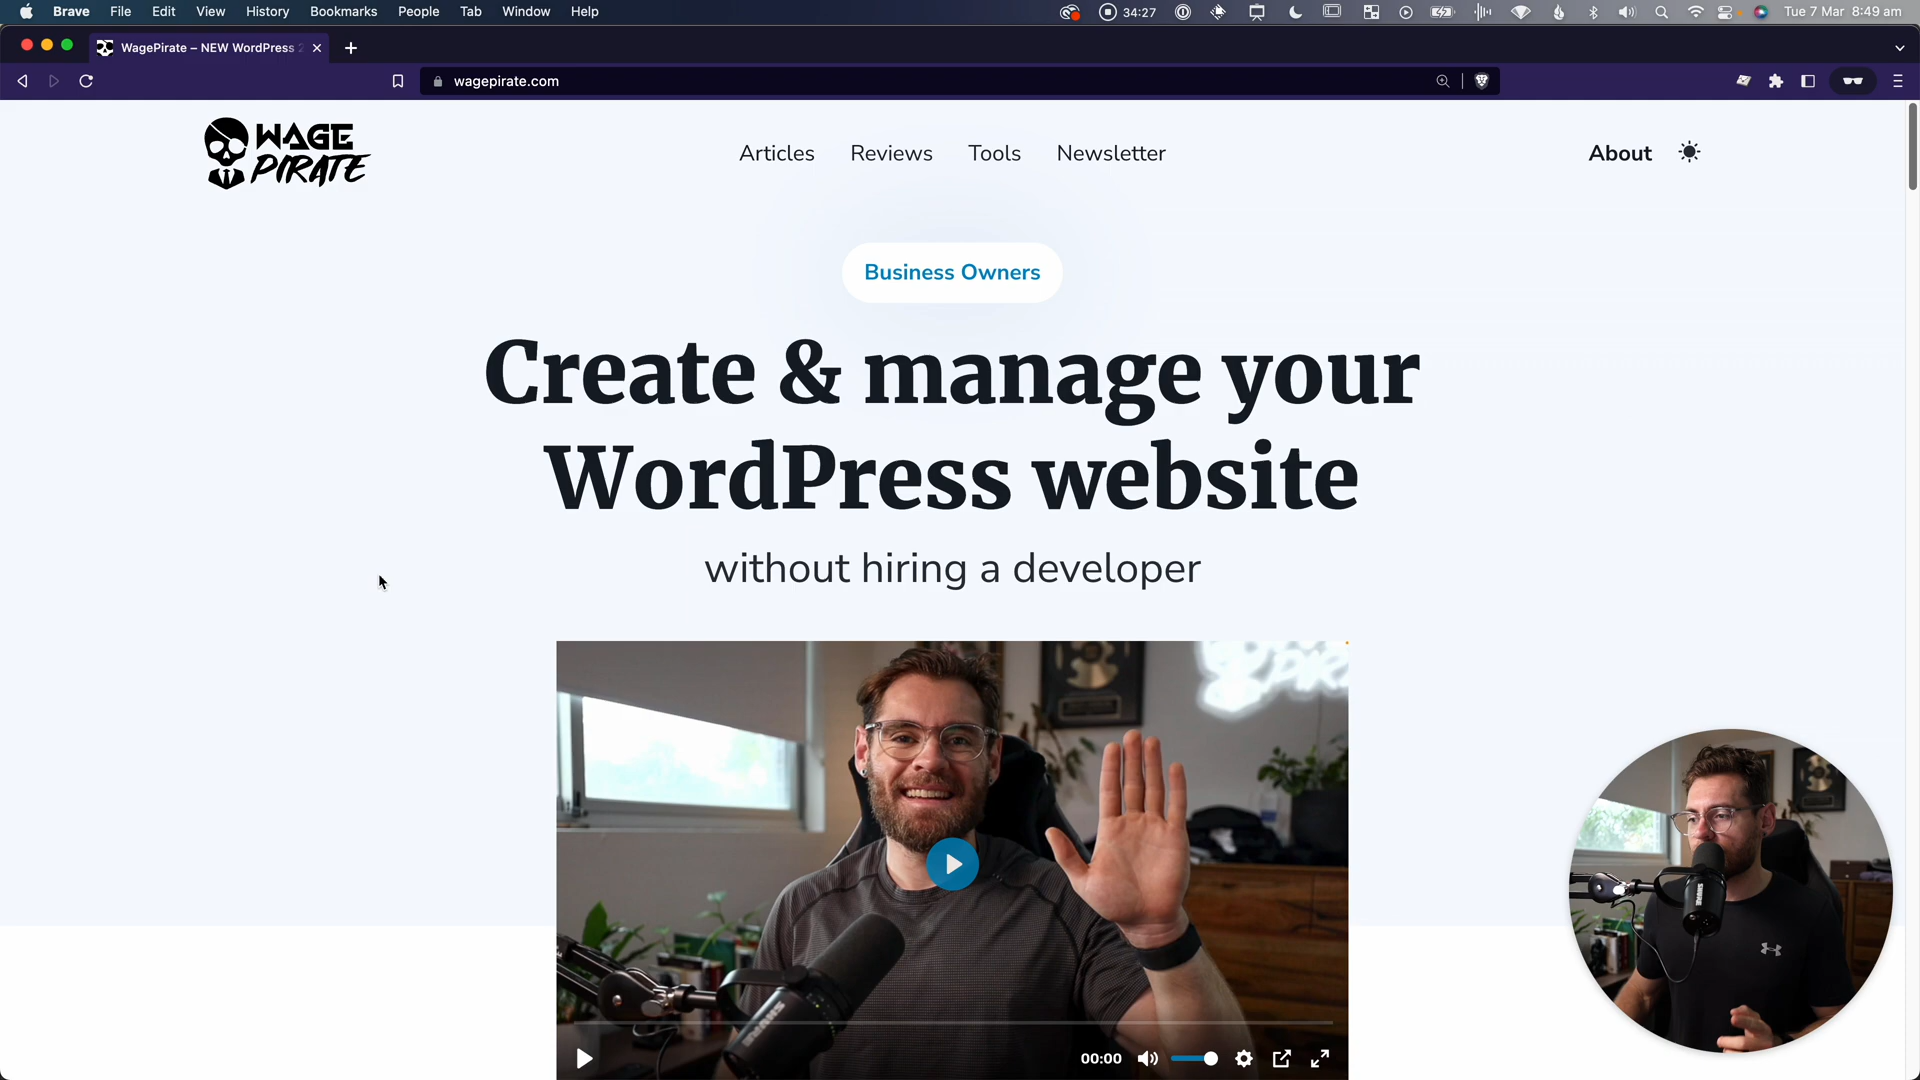 Brave File Edit View History Bookmarks People Tab Window Help 34:27 Tue 7 Mar 8:49 am
WagePirate – NEW WordPress
wagepirate.com
WAGE
PIRATE
Articles Reviews Tools Newsletter About
Business Owners
Create & manage your
WordPress website
without hiring a developer
SHURE
SHURE
00:00